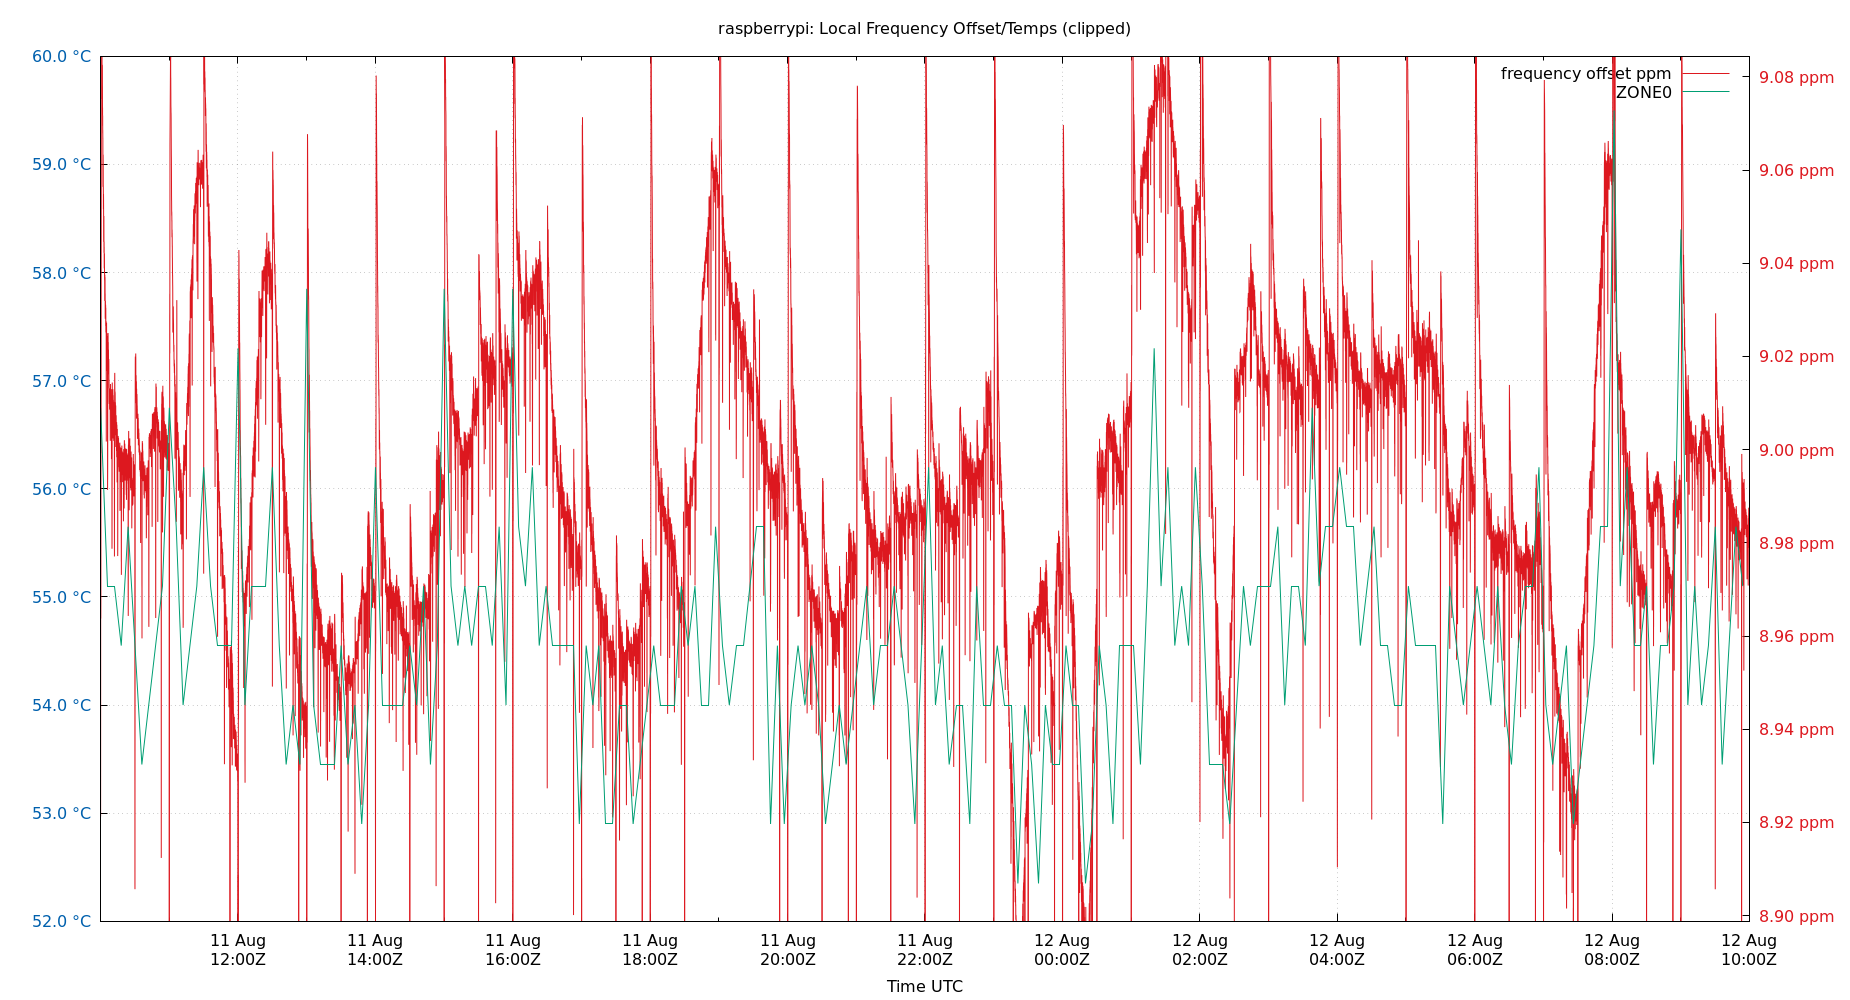 raspberrypi: Local Frequency Offset/Temps (clipped)
60.0 °C
59.0 °C
58.0 °C
57.0 °C
56.0 °C
55.0 °C
54.0 °C
53.0 °C
52.0 °C
frequency offset ppm
ZONE0
9.08 ppm
9.06 ppm
9.04 ppm
9.02 ppm
9.00 ppm
8.98 ppm
8.96 ppm
8.94 ppm
8.92 ppm
8.90 ppm
11 Aug 11 Aug 11 Aug 11 Aug 11 Aug 11 Aug 12 Aug 12 Aug 12 Aug 12 Aug 12 Aug 12 Aug
12:00Z 14:00Z 16:00Z 18:00Z 20:00Z 22:00Z 00:00Z 02:00Z 04:00Z 06:00Z 08:00Z 10:00Z
Time UTC